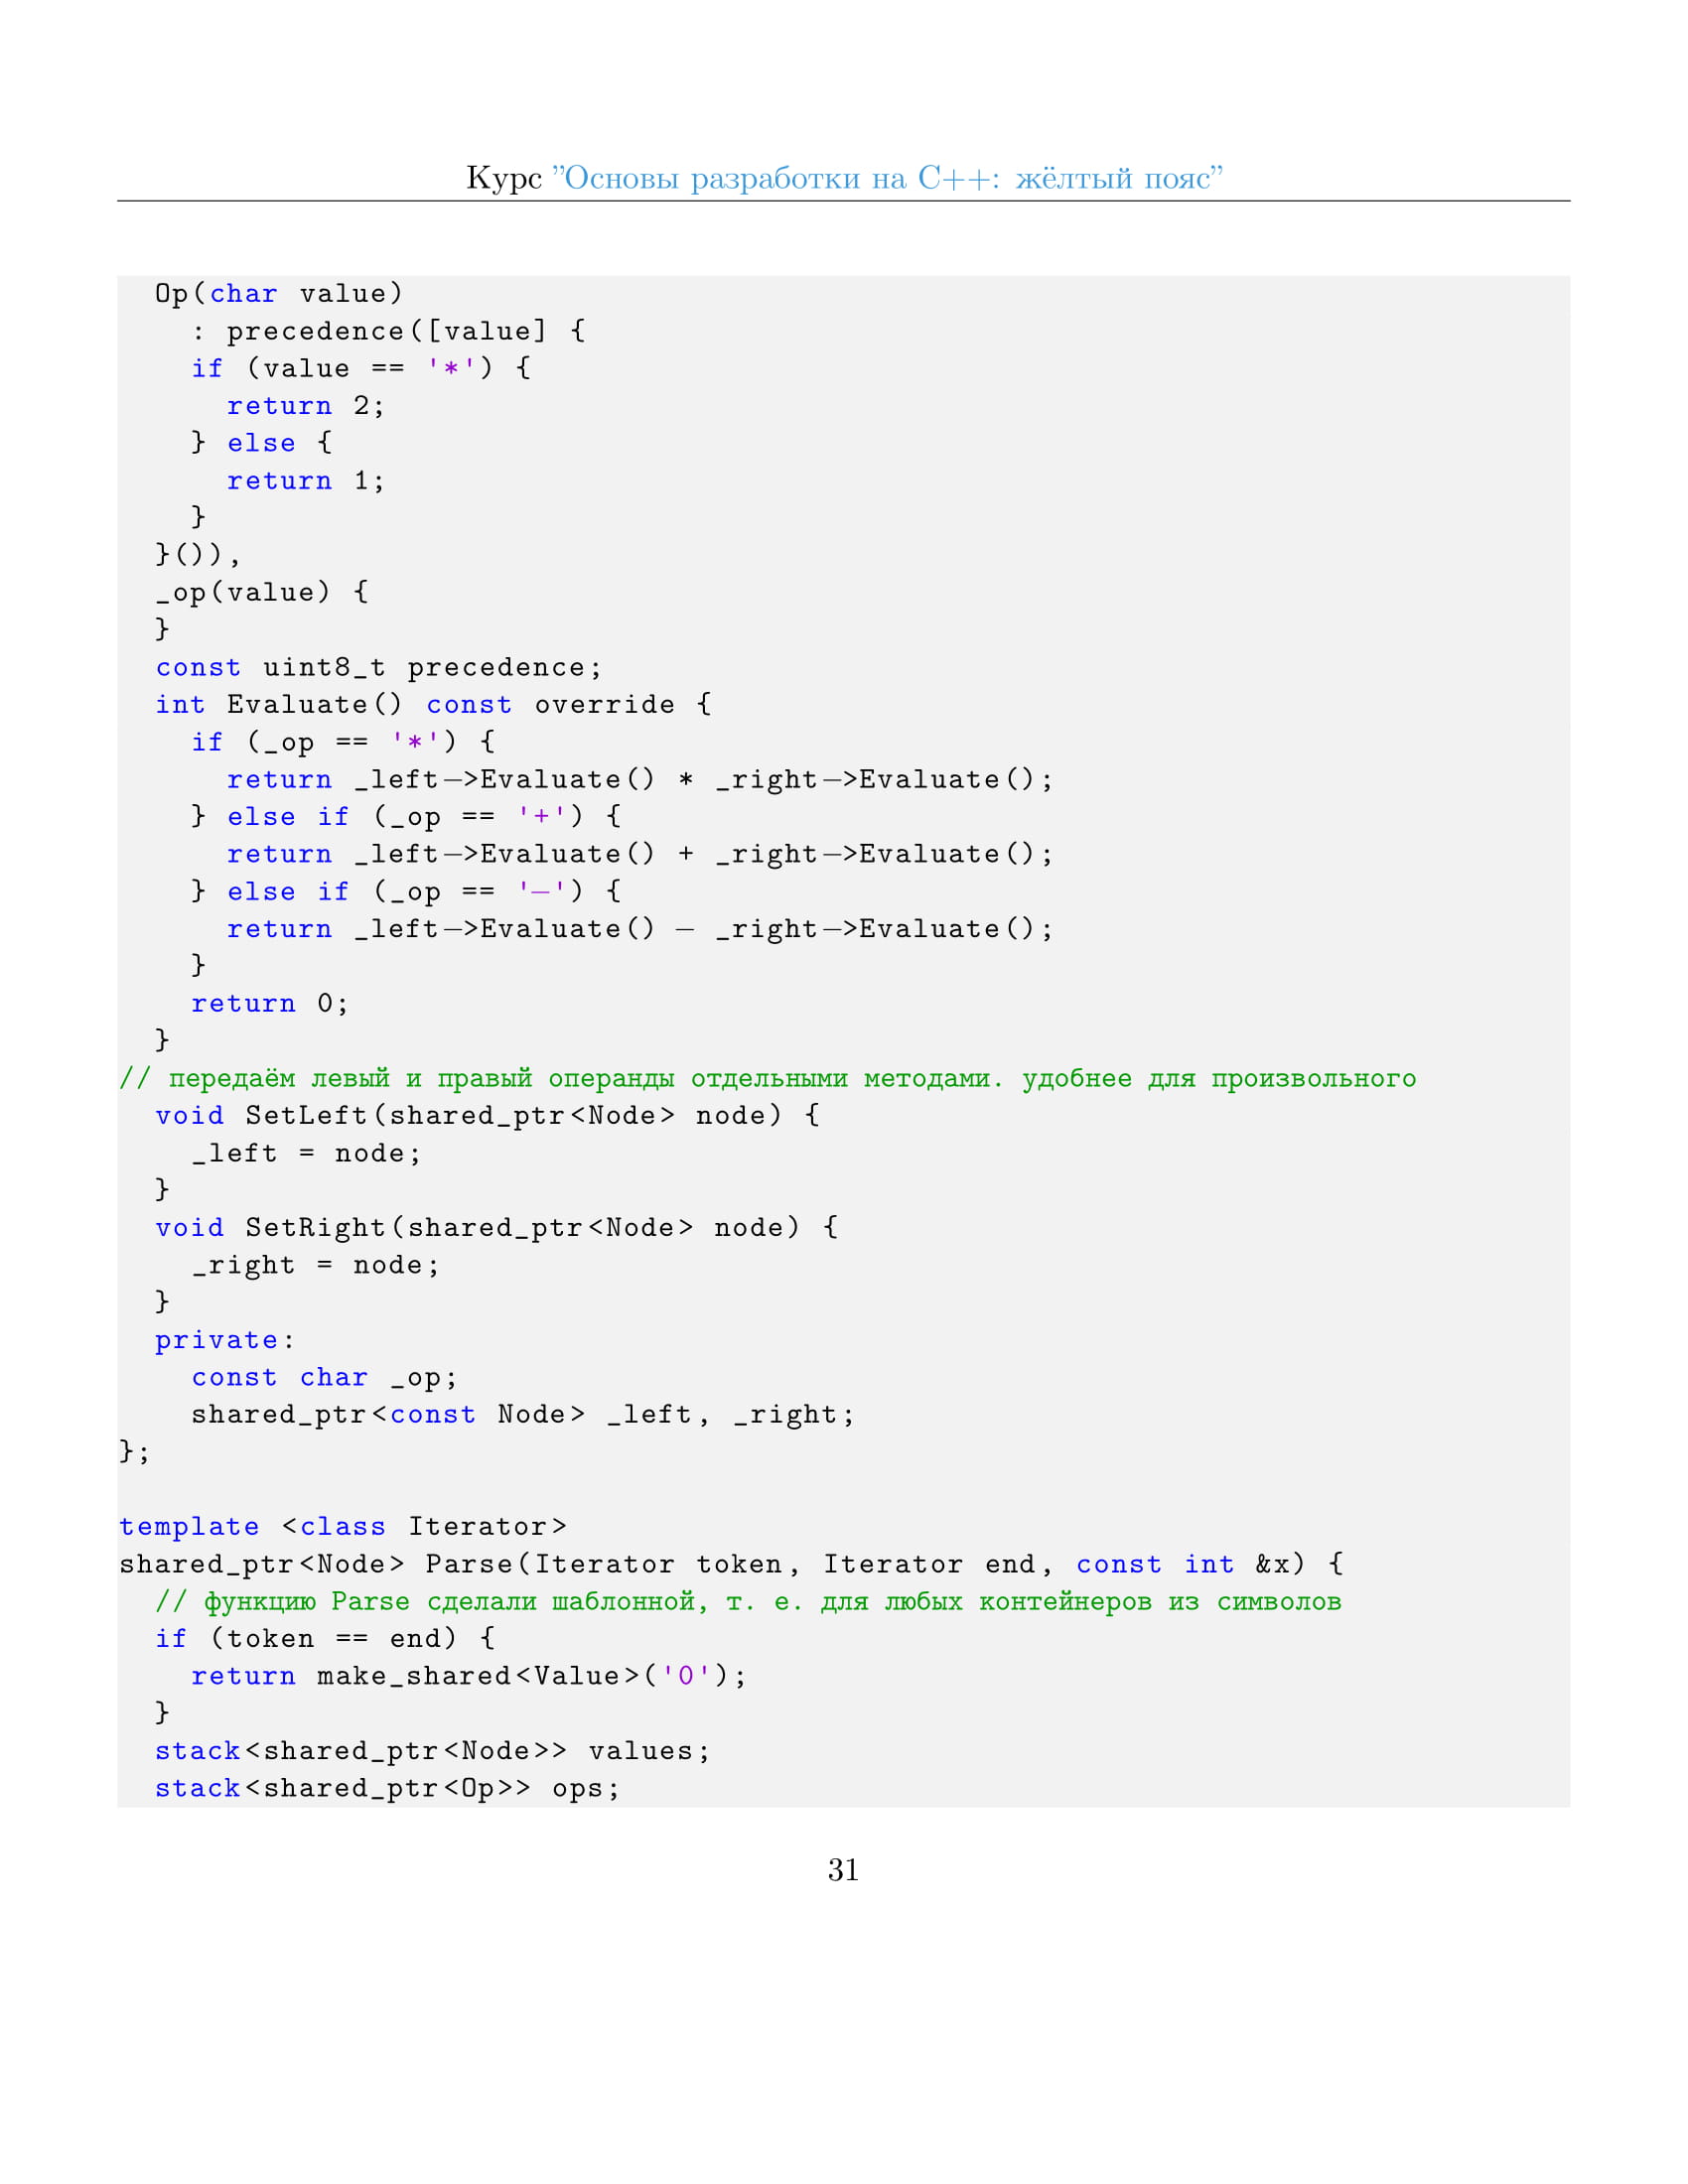 Курс ”Основы разработки на C++: жёлтый пояс”
  Op(char value)
    : precedence([value] {
    if (value == '*') {
      return 2;
    } else {
      return 1;
    }
  }()),
  _op(value) {
  }
  const uint8_t precedence;
  int Evaluate() const override {
    if (_op == '*') {
      return _left−>Evaluate() * _right−>Evaluate();
    } else if (_op == '+') {
      return _left−>Evaluate() + _right−>Evaluate();
    } else if (_op == '−') {
      return _left−>Evaluate() − _right−>Evaluate();
    }
    return 0;
  }
// передаём левый и правый операнды отдельными методами. удобнее для произвольного
  void SetLeft(shared_ptr<Node> node) {
    _left = node;
  }
  void SetRight(shared_ptr<Node> node) {
    _right = node;
  }
  private:
    const char _op;
    shared_ptr<const Node> _left, _right;
};

template <class Iterator>
shared_ptr<Node> Parse(Iterator token, Iterator end, const int &x) {
  // функцию Parse сделали шаблонной, т. е. для любых контейнеров из символов
  if (token == end) {
    return make_shared<Value>('0');
  }
  stack<shared_ptr<Node>> values;
  stack<shared_ptr<Op>> ops;
31